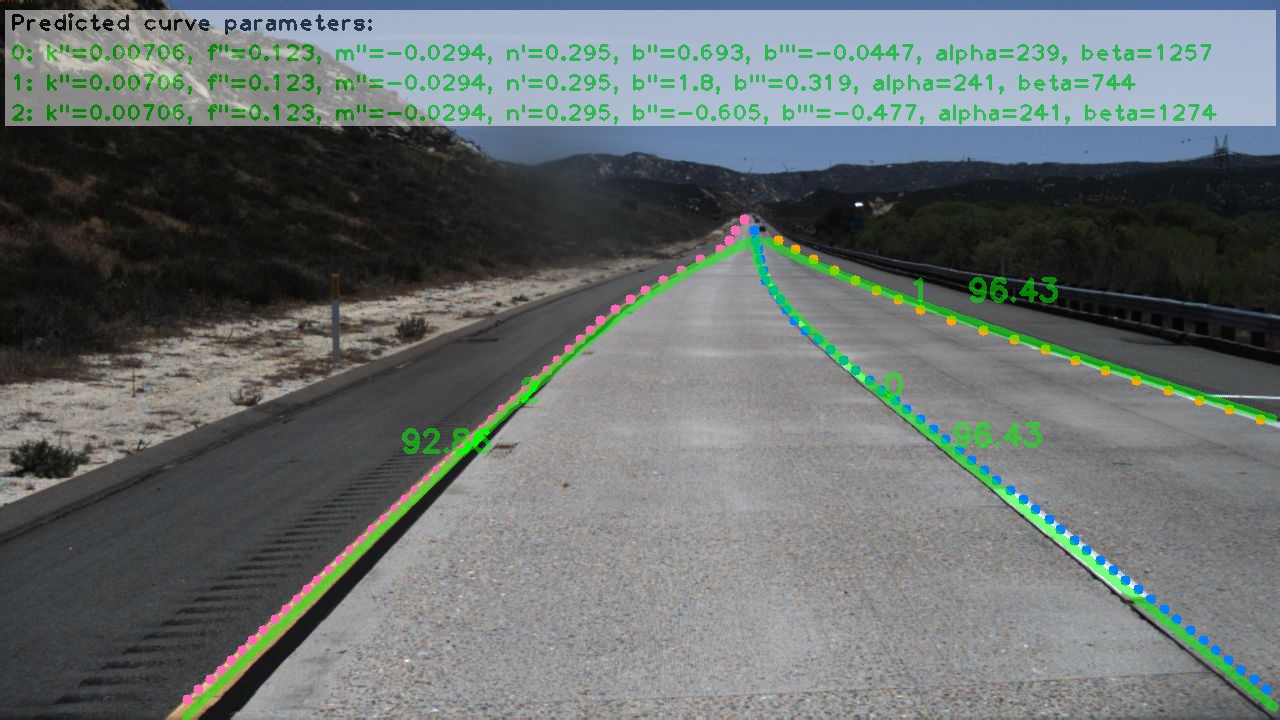 Predicted curve parameters:
0: k''=0.00706, f''=0.123, m''=−0.0294, n'=0.295, b''=0.693, b'''=−0.0447, alpha=239, beta=1257
1: k''=0.00706, f''=0.123, m''=−0.0294, n'=0.295, b''=1.8, b'''=0.319, alpha=241, beta=744
2: k''=0.00706, f''=0.123, m''=−0.0294, n'=0.295, b''=−0.605, b'''=−0.477, alpha=241, beta=1274
1 96.43
2 0
92.86 96.43